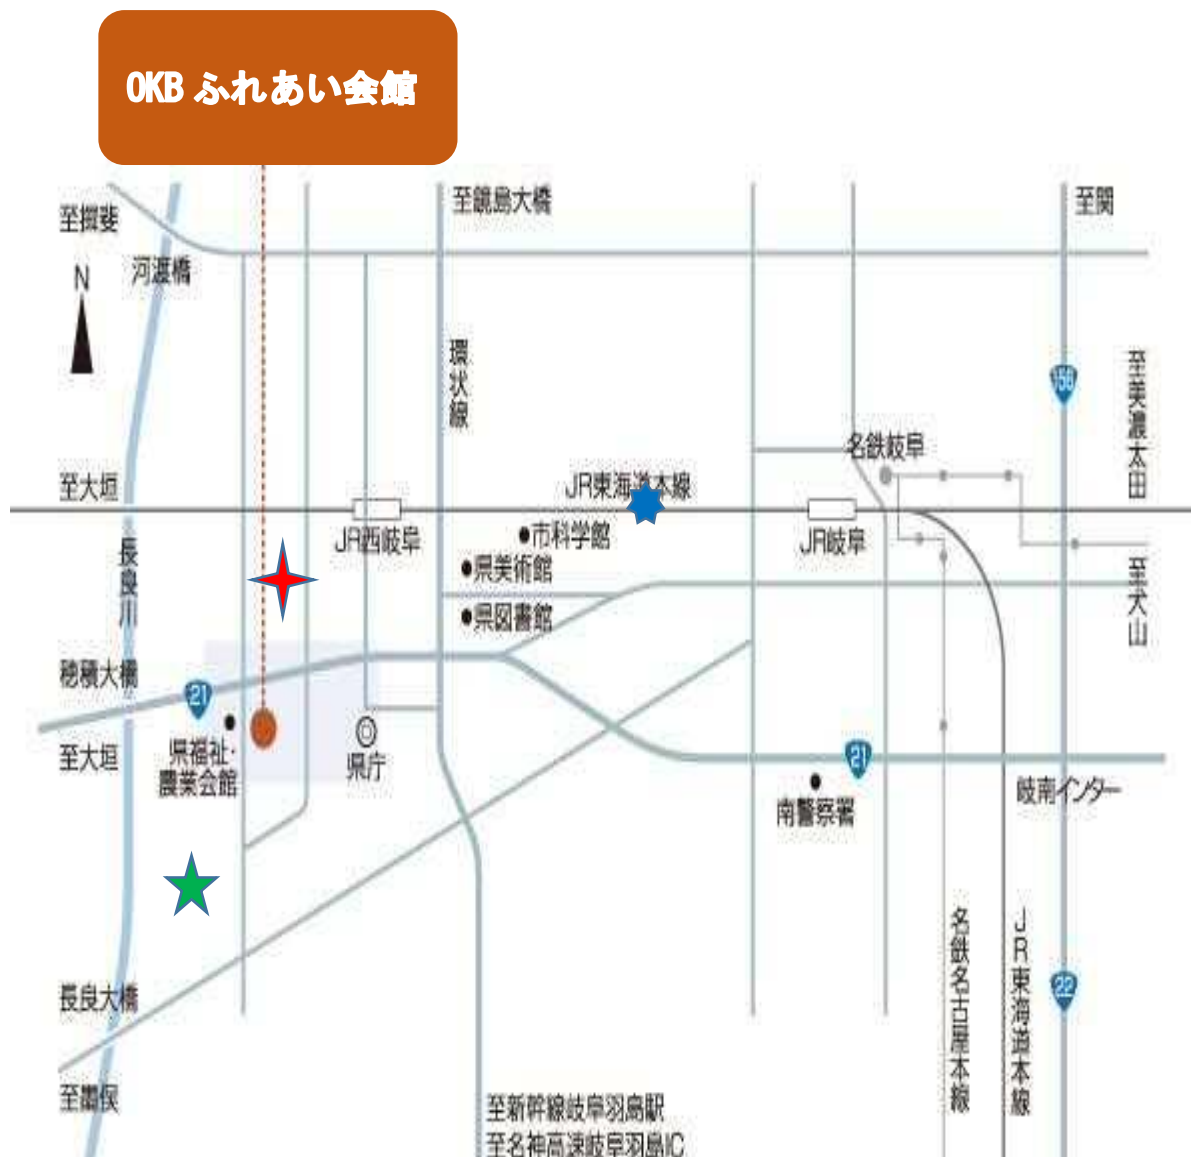 OKB ふれあい会館
至揖斐
至鏡島大橋
至関
N
河渡橋
環状線
156
至美濃太田
名鉄岐阜
至大垣
JR東海道本線
JR西岐阜
市科学館
JR岐阜
長良川
県美術館
至犬山
県図書館
穂積大橋
21
至大垣
県福祉・
農業会館
県庁
21
南警察署
岐南インター
名鉄名古屋本線
JR東海道本線
22
長良大橋
至墨俣
至新幹線岐阜羽島駅
至名神高速岐阜羽島IC